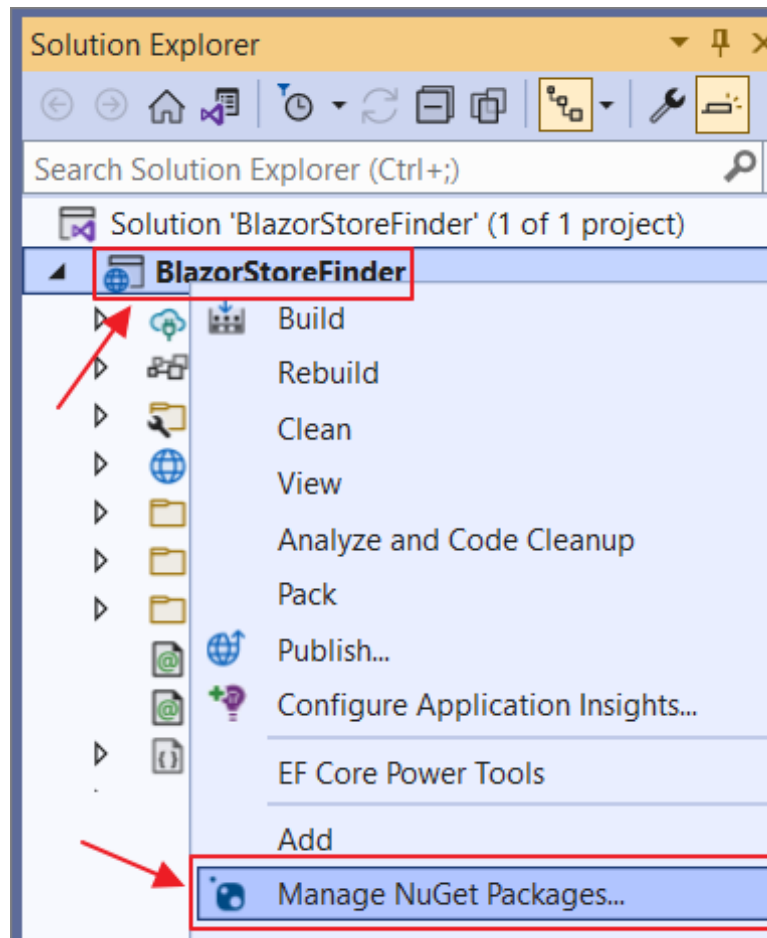 Solution Explorer
Search Solution Explorer (Ctrl+;)
Solution 'BlazorStoreFinder' (1 of 1 project)
BlazorStoreFinder
Build
Rebuild
Clean
View
Analyze and Code Cleanup
Pack
Publish...
Configure Application Insights...
EF Core Power Tools
Add
Manage NuGet Packages...